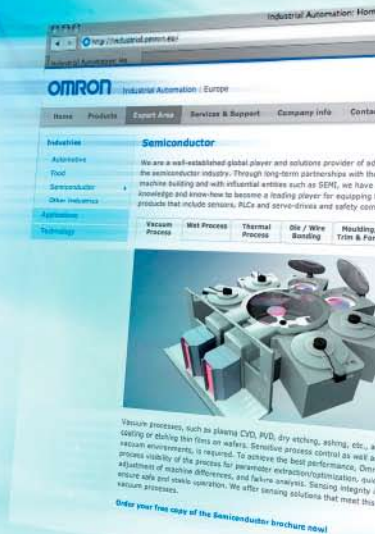 Industrial Automation: Hom
http://industrial.omron.eu/
Industrial Automation: Ho
OMRON Industrial Automation | Europe
Home Products Expert Area Services & Support Company info Conta
Industries
Automotive
Food
Semiconductor
Other Industries
Applications
Technology
Semiconductor
We are a well-established global player and solutions provider of ad
the semiconductor industry. Through long-term partnerships with the
machine building and with influential entities such as SEMI, we have
knowledge and know-how to become a leading player for equipping
products that include sensors, PLCs and servo-drives and safety com
Vacuum Process
Wet Process
Thermal Process
Die / Wire Bonding
Moulding, Trim & For
Vacuum processes, such as plasma CVD, PVD, dry etching, ashing, etc., a
coating or etching thin films on wafers. Sensitive process control as well a
vacuum environments, is required. To achieve the best performance, Omr
process visibility of the process for parameter extraction/optimization, quic
adjustment of machine differences, and failure analysis. Sensing integrity i
ensure safe and stable operation. We offer sensing solutions that meet this
vacuum processes.
Order your free copy of the Semiconductor brochure now!